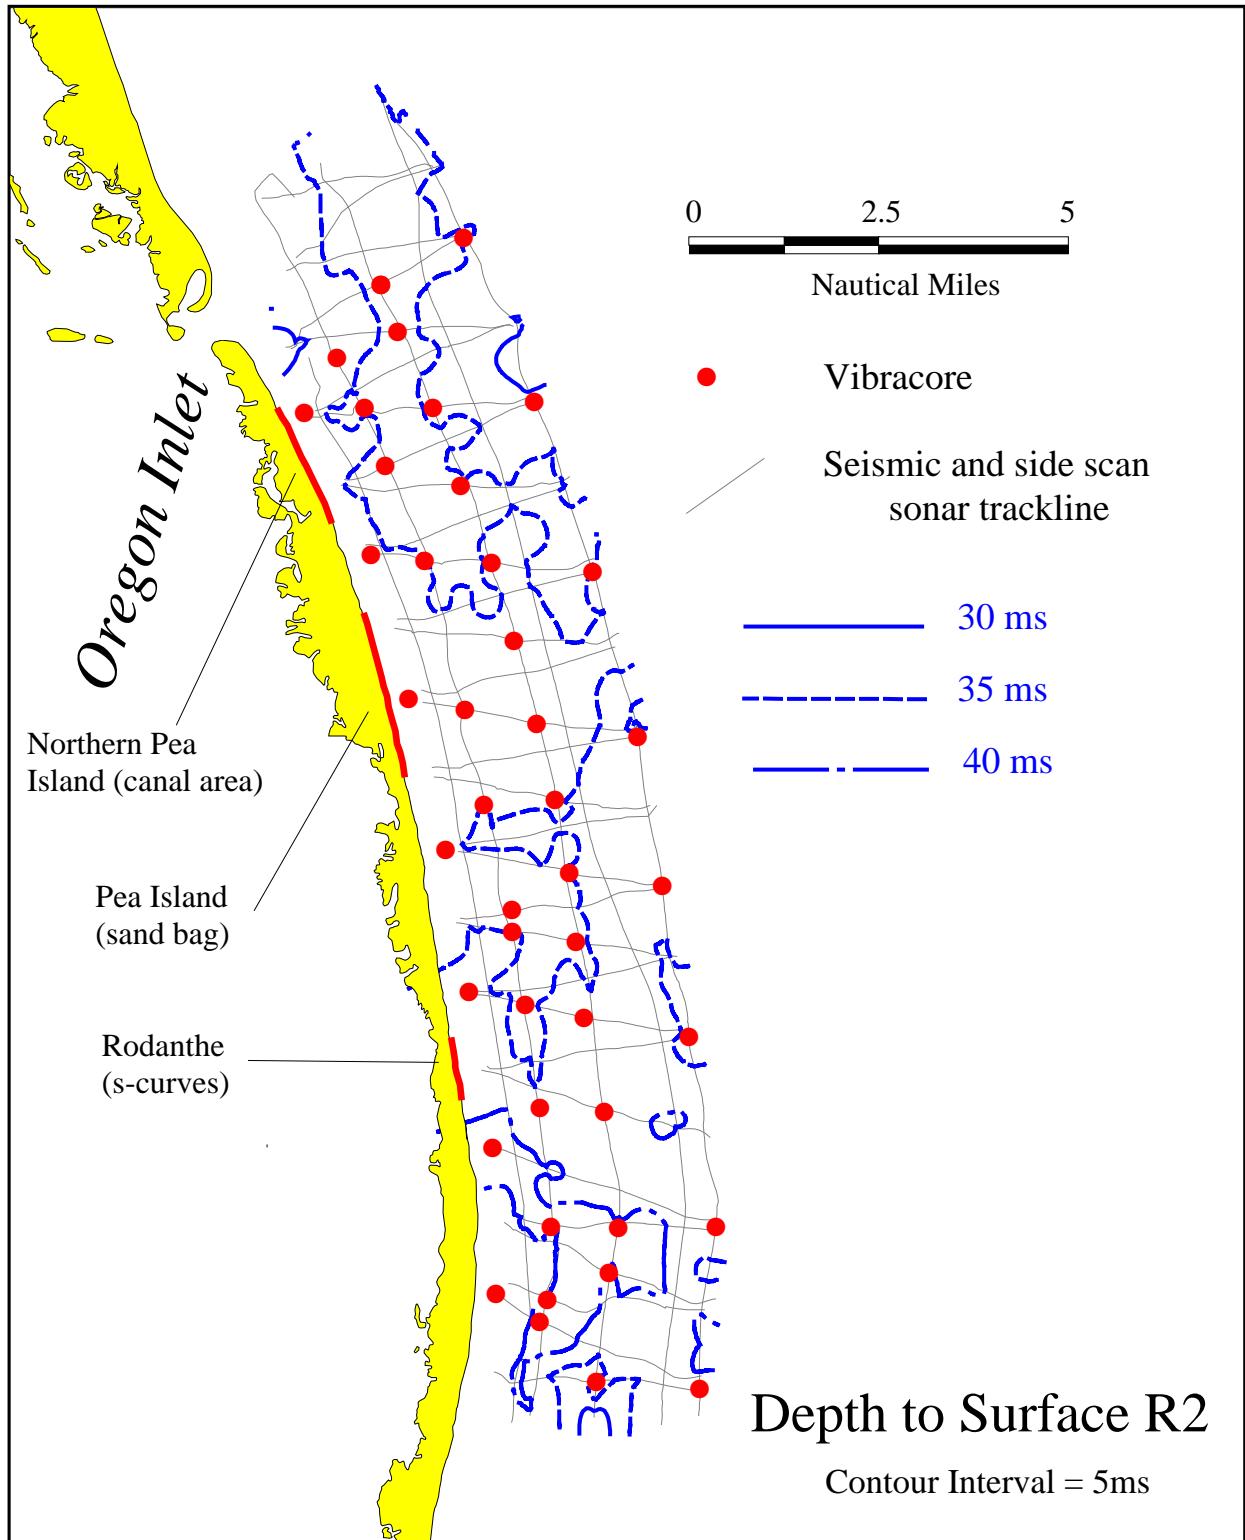 0 2.5 5
Nautical Miles
Vibracore
Seismic and side scan
sonar trackline
30 ms
35 ms
40 ms
Oregon Inlet
Northern Pea
Island (canal area)
Pea Island
(sand bag)
Rodanthe
(s-curves)
Depth to Surface R2
Contour Interval = 5ms